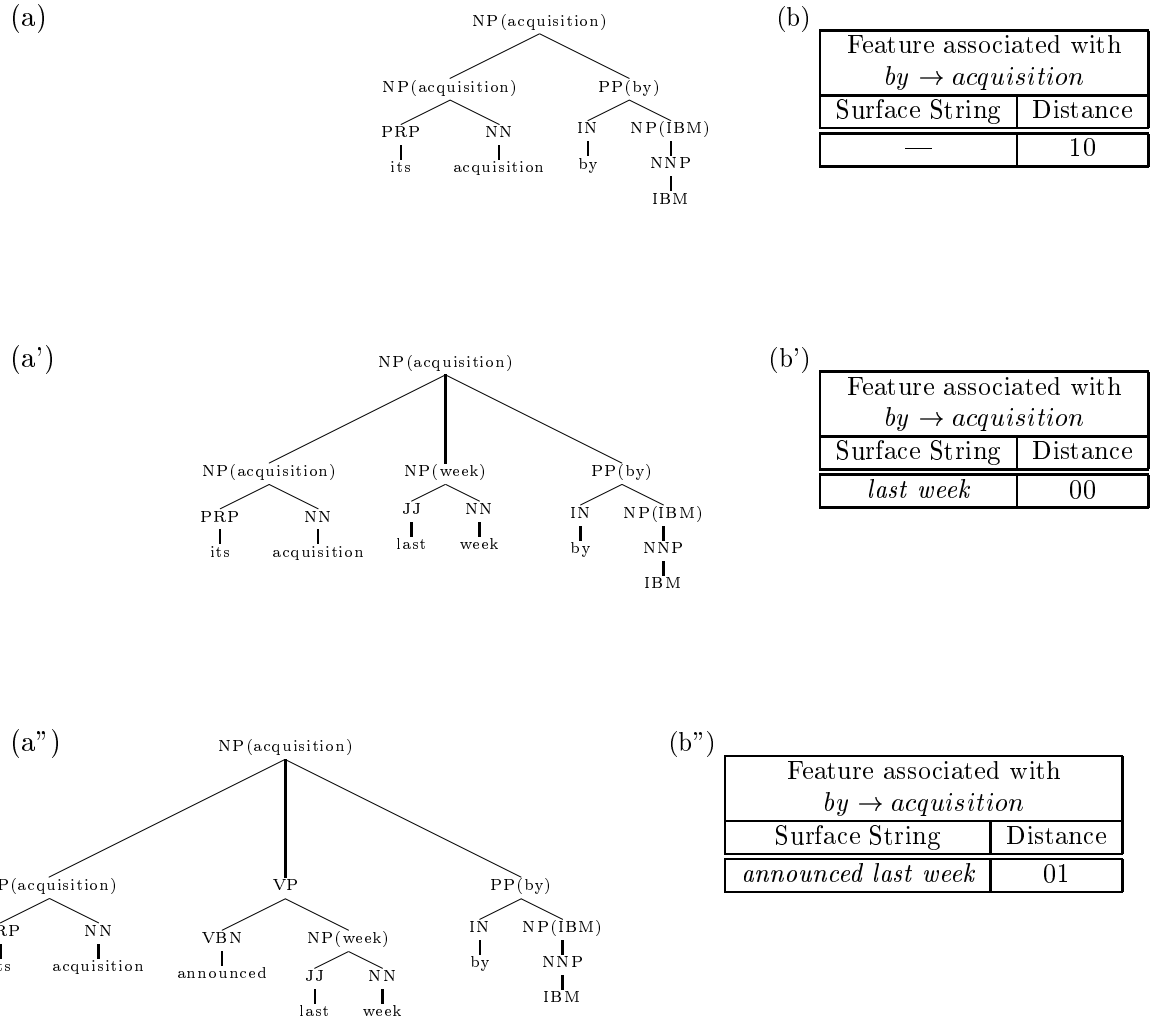 (a)
NP(acquisition)
NP(acquisition) PP(by)
PRP NN IN NP(IBM)
its acquisition by NNP
IBM
(b)
Feature associated with
by → acquisition
Surface String Distance
— 10
(a')
NP(acquisition)
NP(acquisition) NP(week) PP(by)
PRP NN JJ NN IN NP(IBM)
its acquisition last week by NNP
IBM
(b')
Feature associated with
by → acquisition
Surface String Distance
last week 00
(a")
NP(acquisition)
P(acquisition) VP PP(by)
RP NN VBN NP(week) IN NP(IBM)
ts acquisition announced JJ NN by NNP
last week IBM
(b")
Feature associated with
by → acquisition
Surface String Distance
announced last week 01